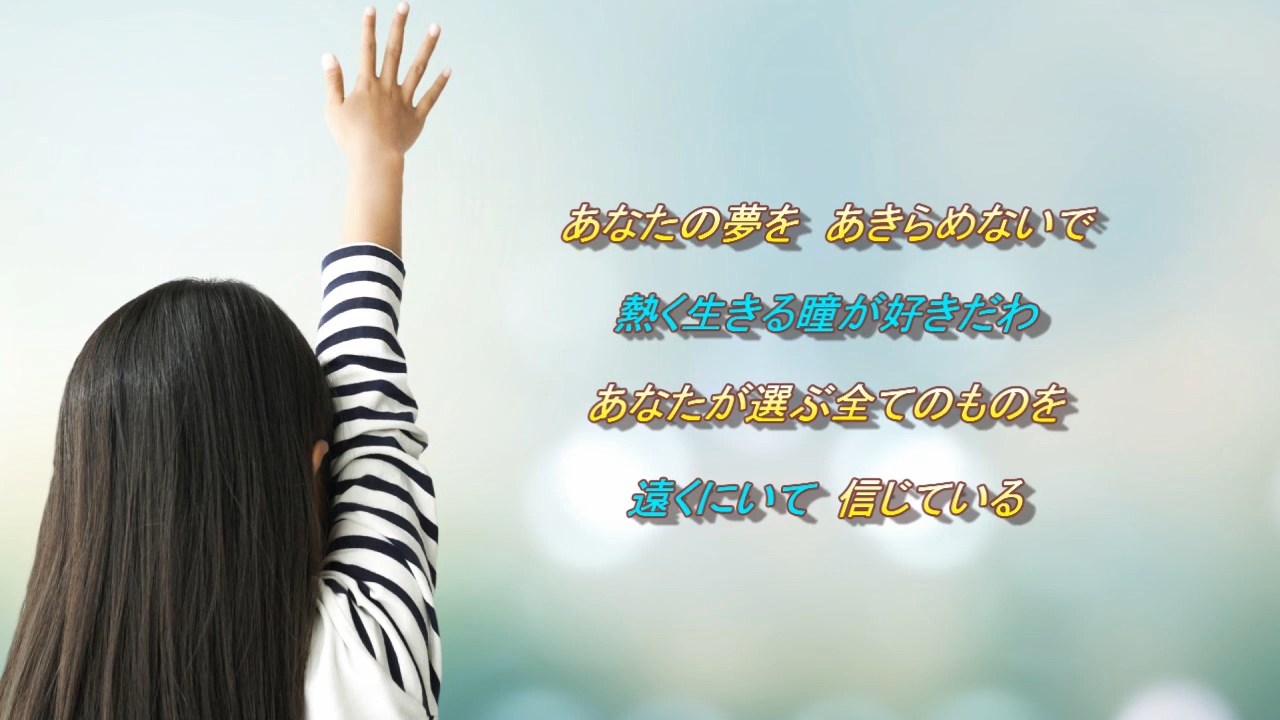 あなたの夢を　あきらめないで
熱く生きる瞳が好きだわ
あなたが選ぶ全てのものを
遠くにいて 信じている